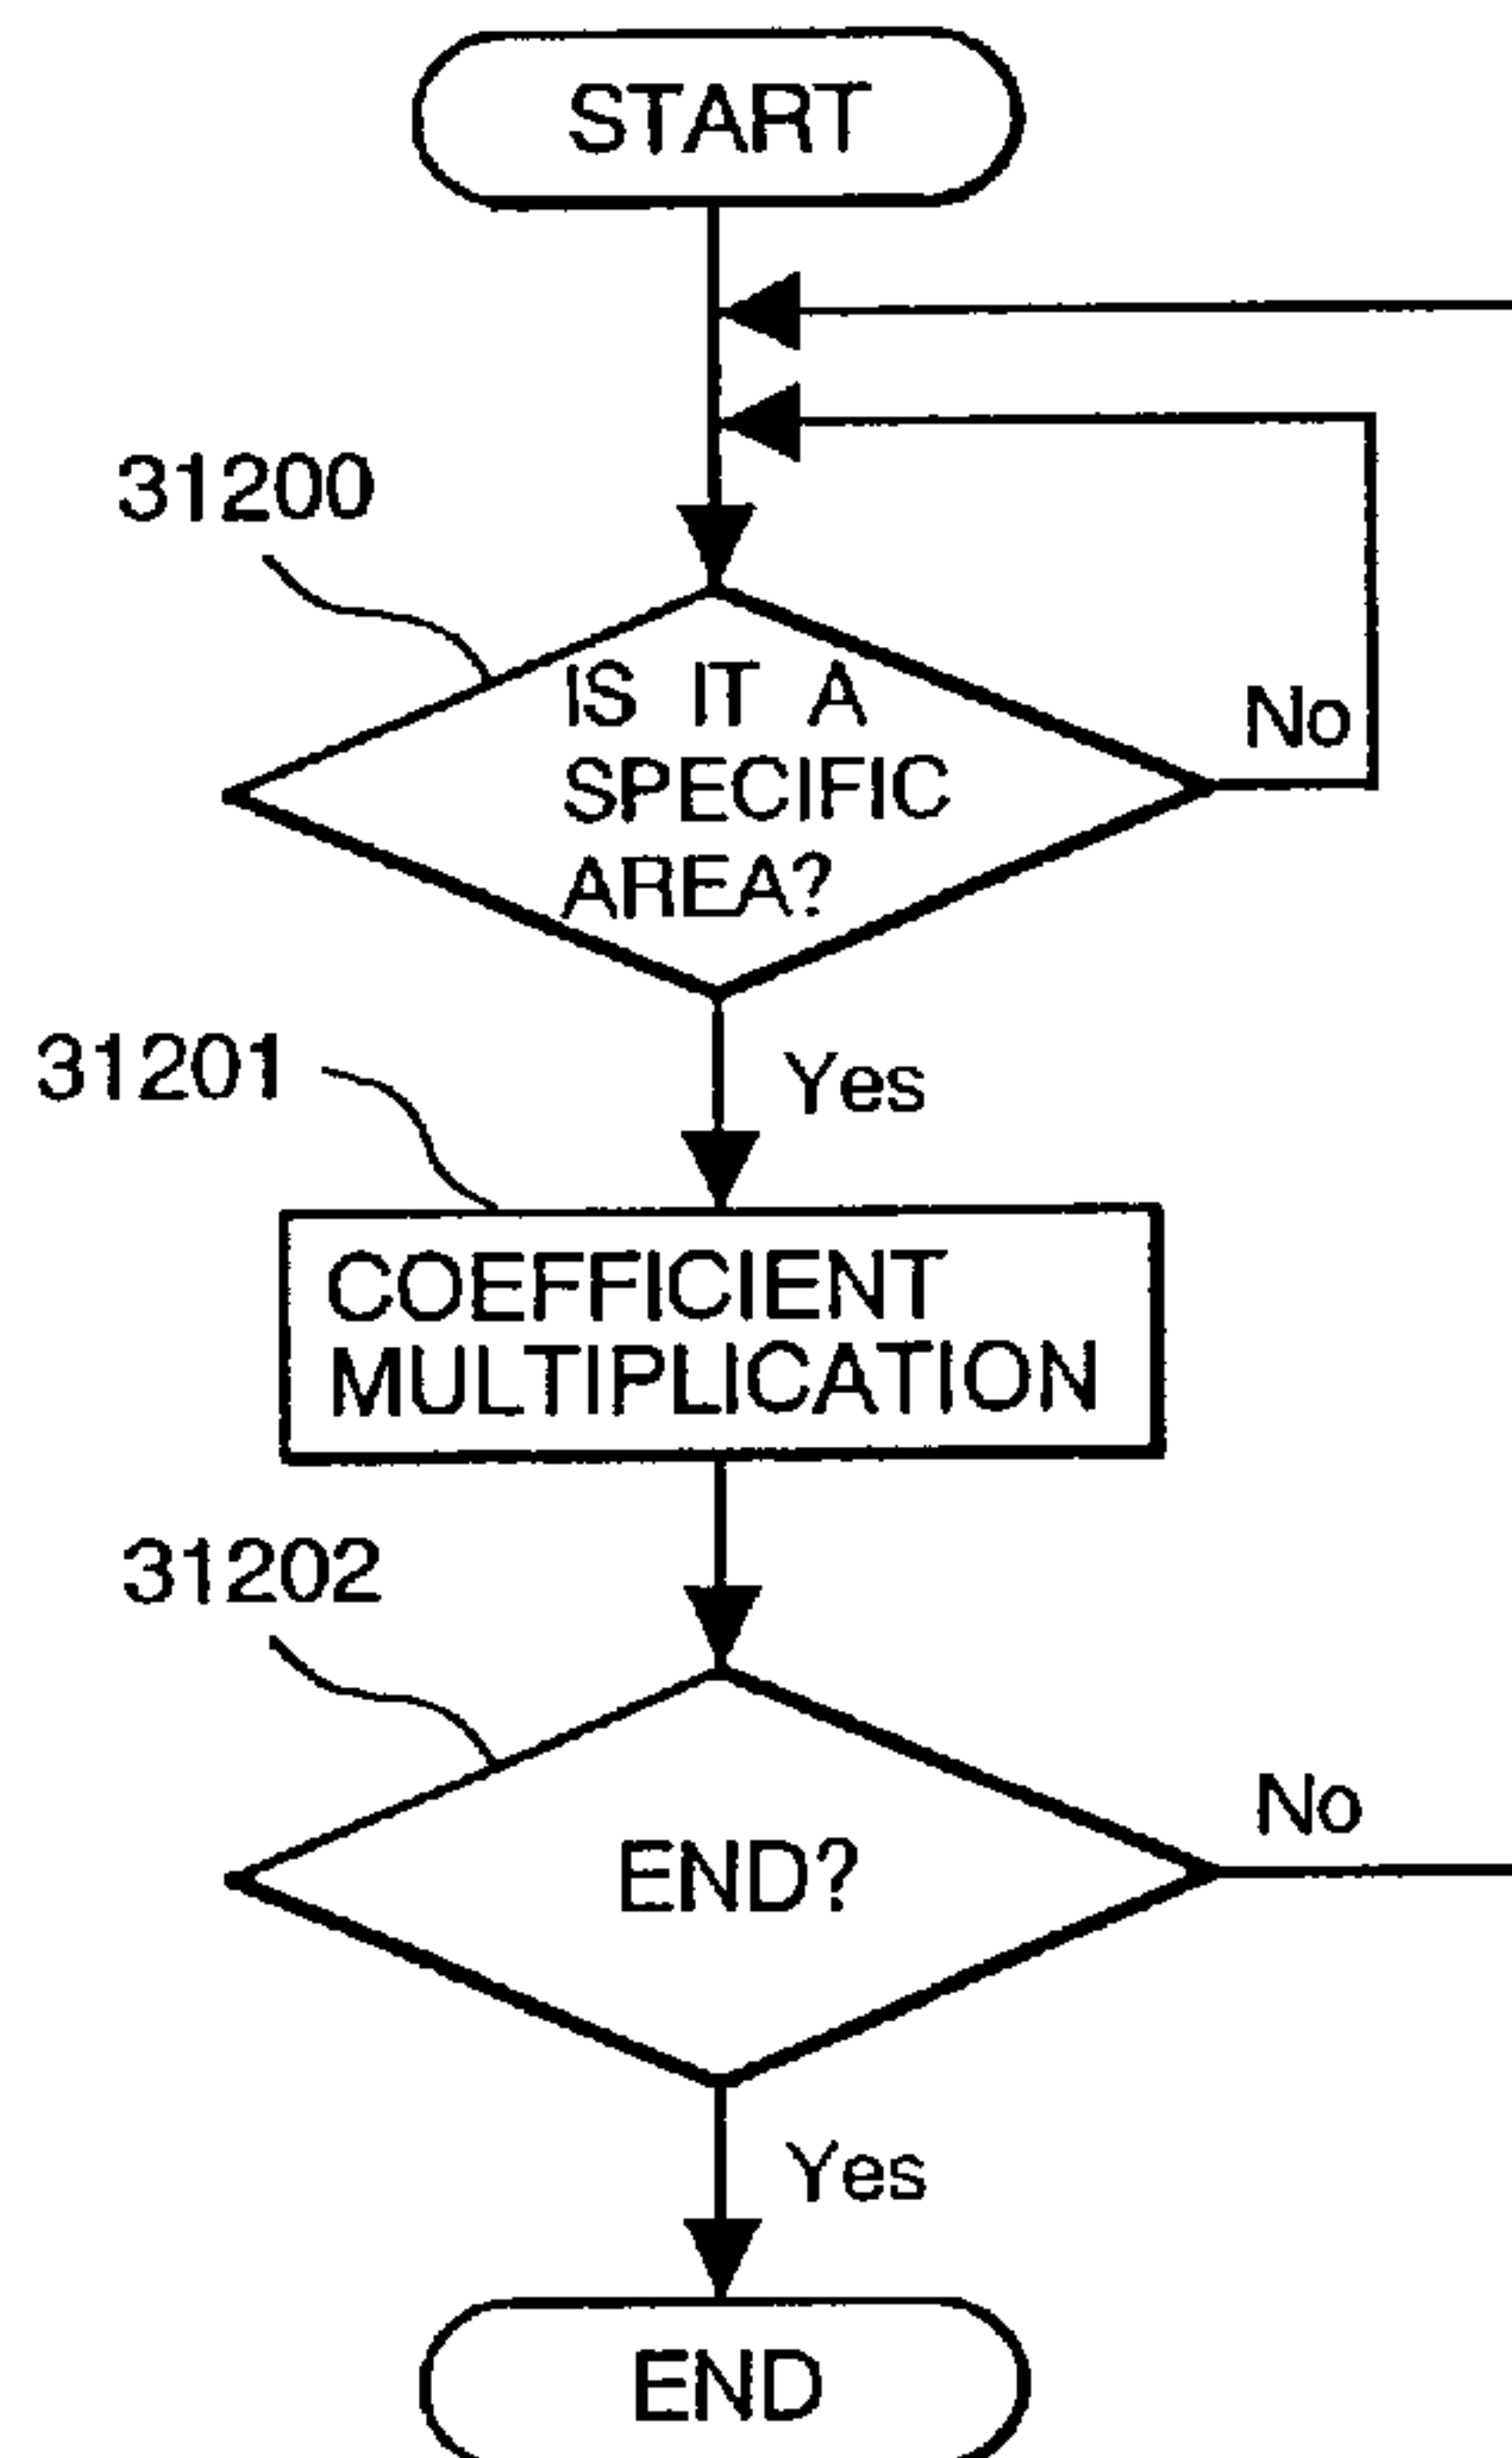 START
31200
IS IT A
SPECIFIC
AREA?
No
31201
Yes
COEFFICIENT
MULTIPLICATION
31202
END?
No
Yes
END